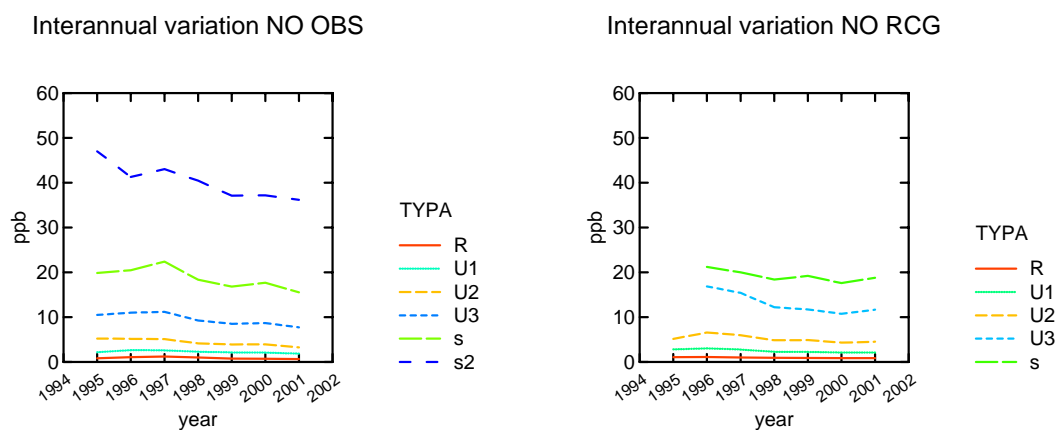 Interannual variation NO OBS
60
50
40
30
20
10
0
ppb
1994
1995
1996
1997
1998
1999
2000
2001
2002
year
TYPA
R
U1
U2
U3
s
s2
Interannual variation NO RCG
60
50
40
30
20
10
0
ppb
1994
1995
1996
1997
1998
1999
2000
2001
2002
year
TYPA
R
U1
U2
U3
s